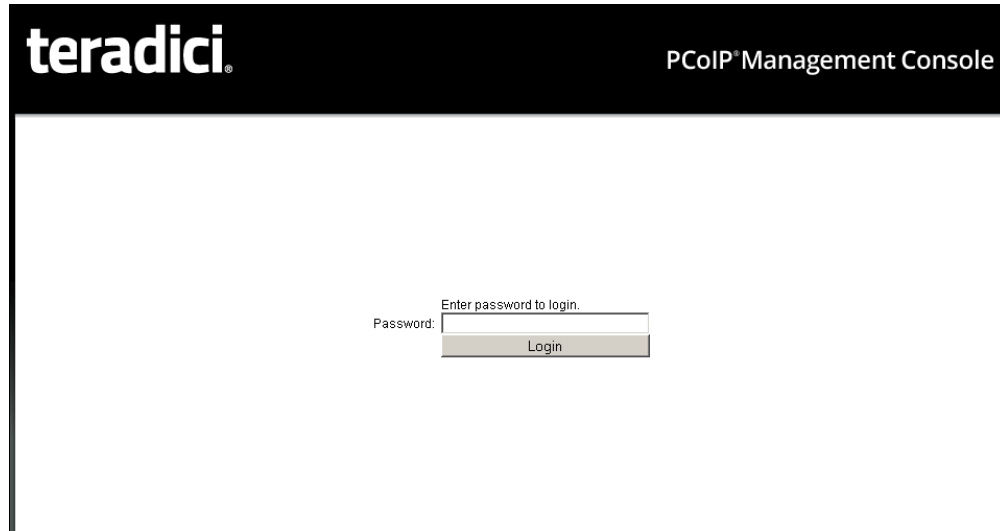 teradici®
PCoIP® Management Console
Enter password to login.
Password:
Login